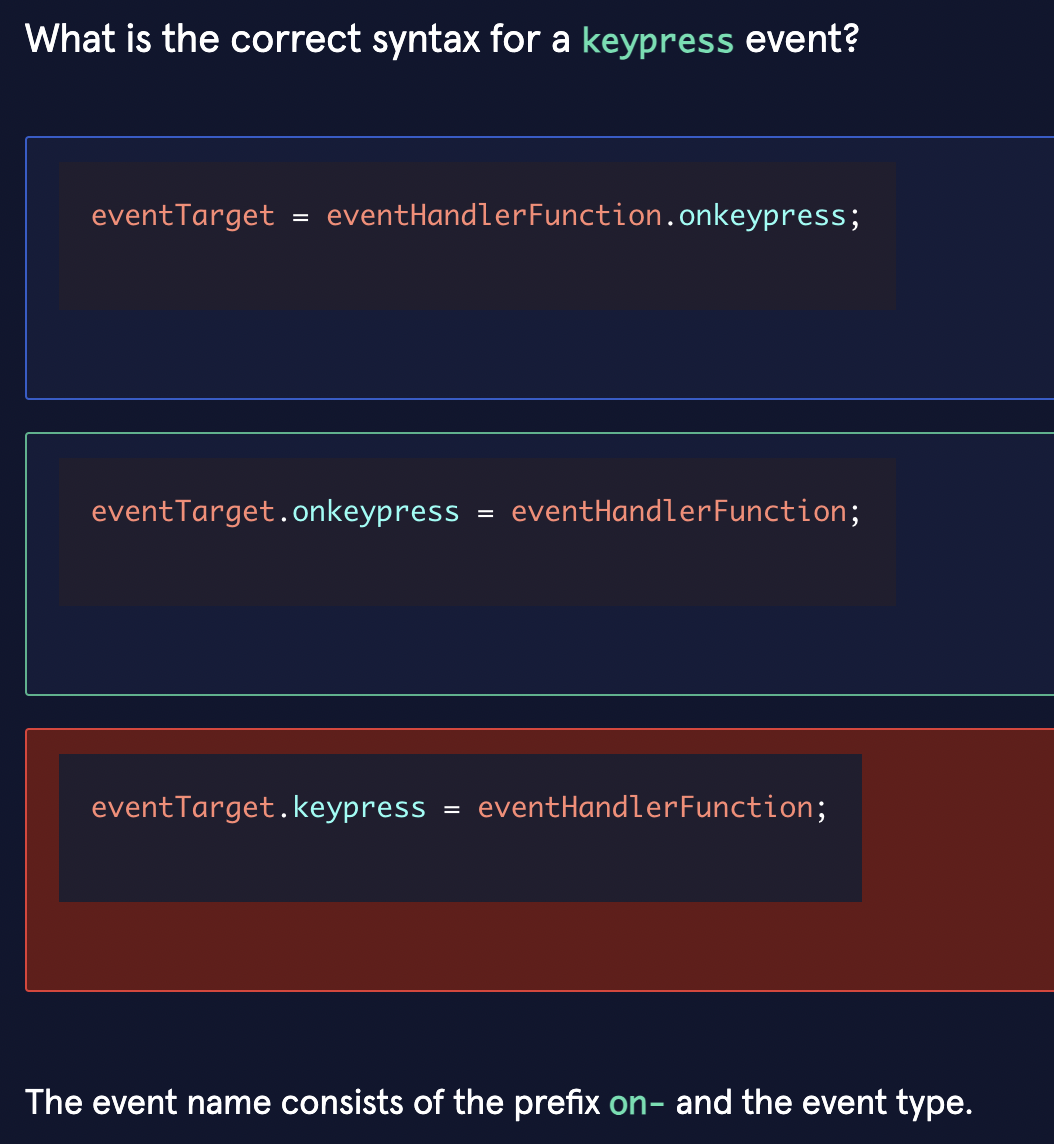 What is the correct syntax for a keypress event?
eventTarget = eventHandlerFunction.onkeypress;
eventTarget.onkeypress = eventHandlerFunction;
eventTarget.keypress = eventHandlerFunction;
The event name consists of the prefix on- and the event type.